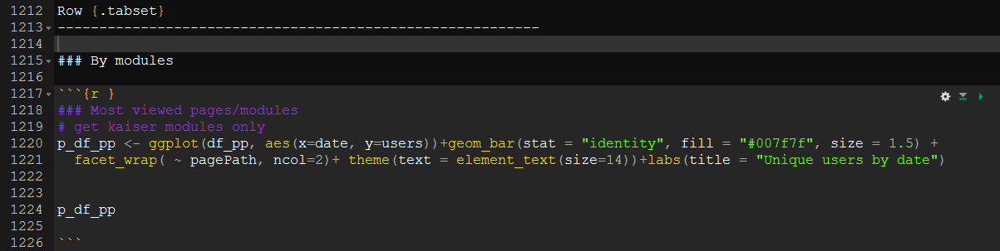 1212 Row {.tabset}
1213 ----------------------------------------------------------
1214
1215 ### By modules
1216
1217 ```{r }
1218 ### Most viewed pages/modules
1219 # get kaiser modules only
1220 p_df_pp <- ggplot(df_pp, aes(x=date, y=users))+geom_bar(stat = "identity", fill = "#007f7f", size = 1.5) +
1221   facet_wrap( ~ pagePath, ncol=2)+ theme(text = element_text(size=14))+labs(title = "Unique users by date")
1222
1223
1224 p_df_pp
1225
1226 ```